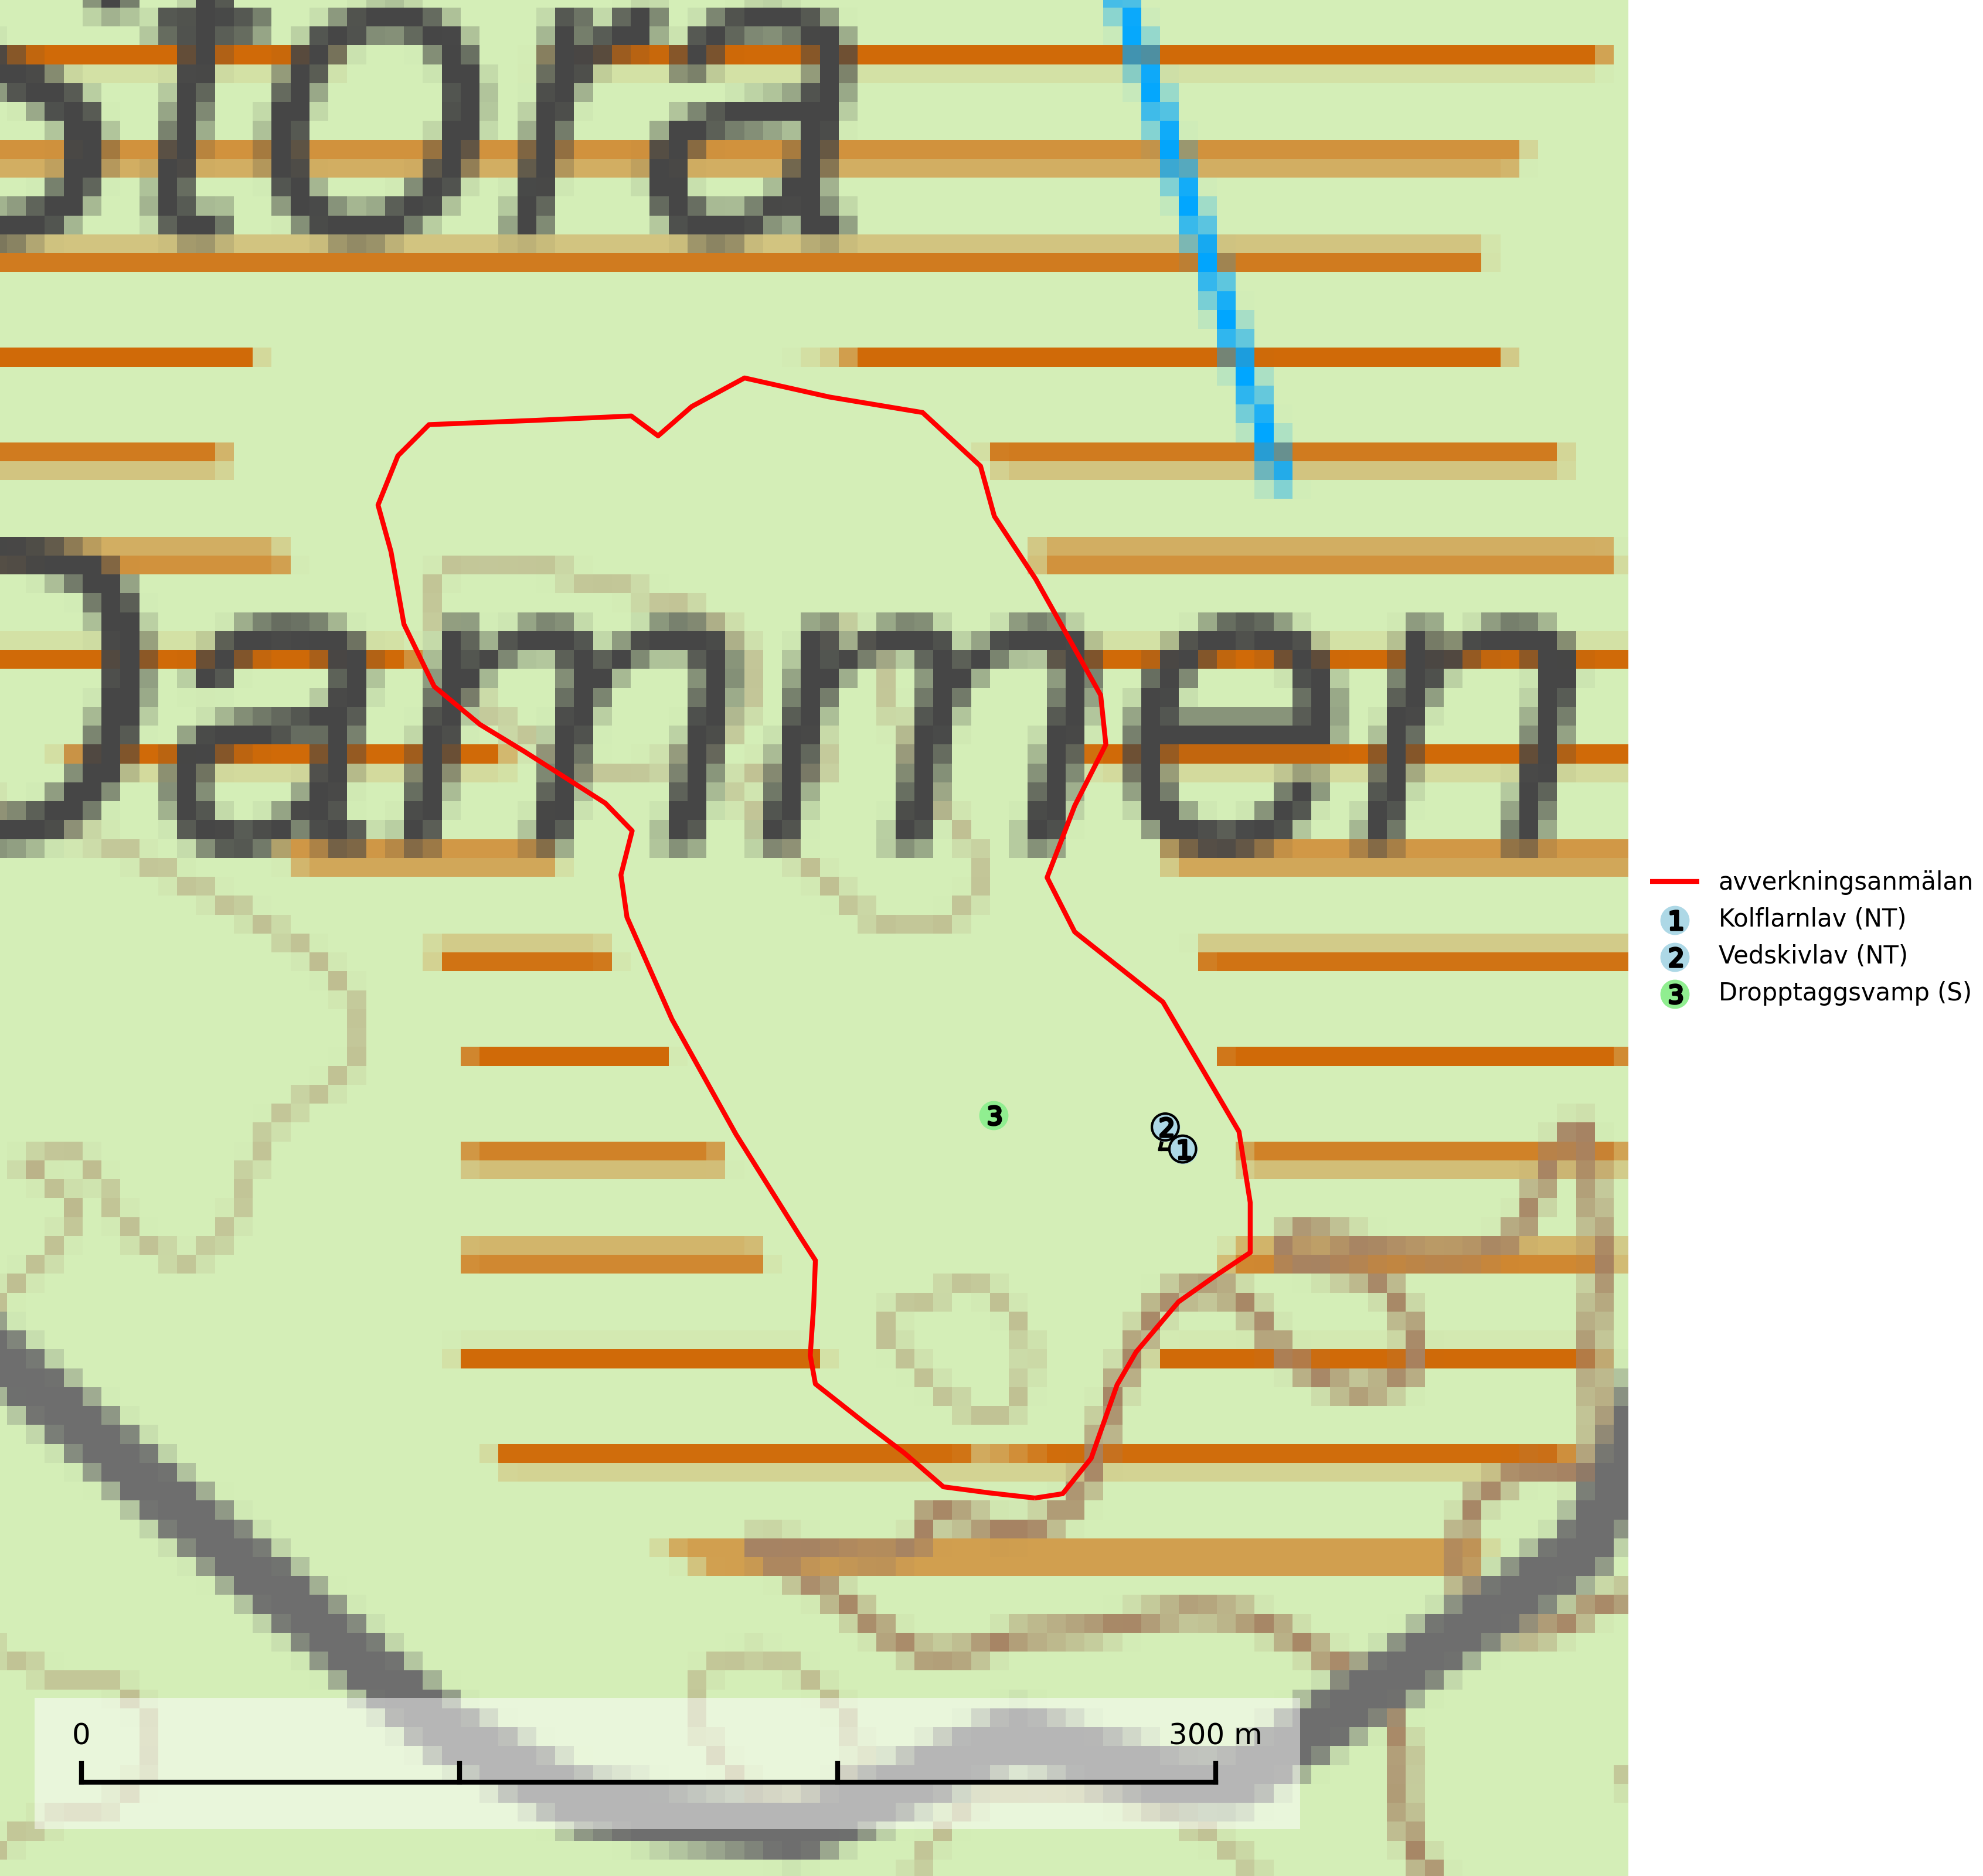 Stora
Dammen
avverkningsanmälan
1 Kolflarnlav (NT)
2 Vedskivlav (NT)
3 Dropptaggsvamp (S)
3
2
1
0 300 m